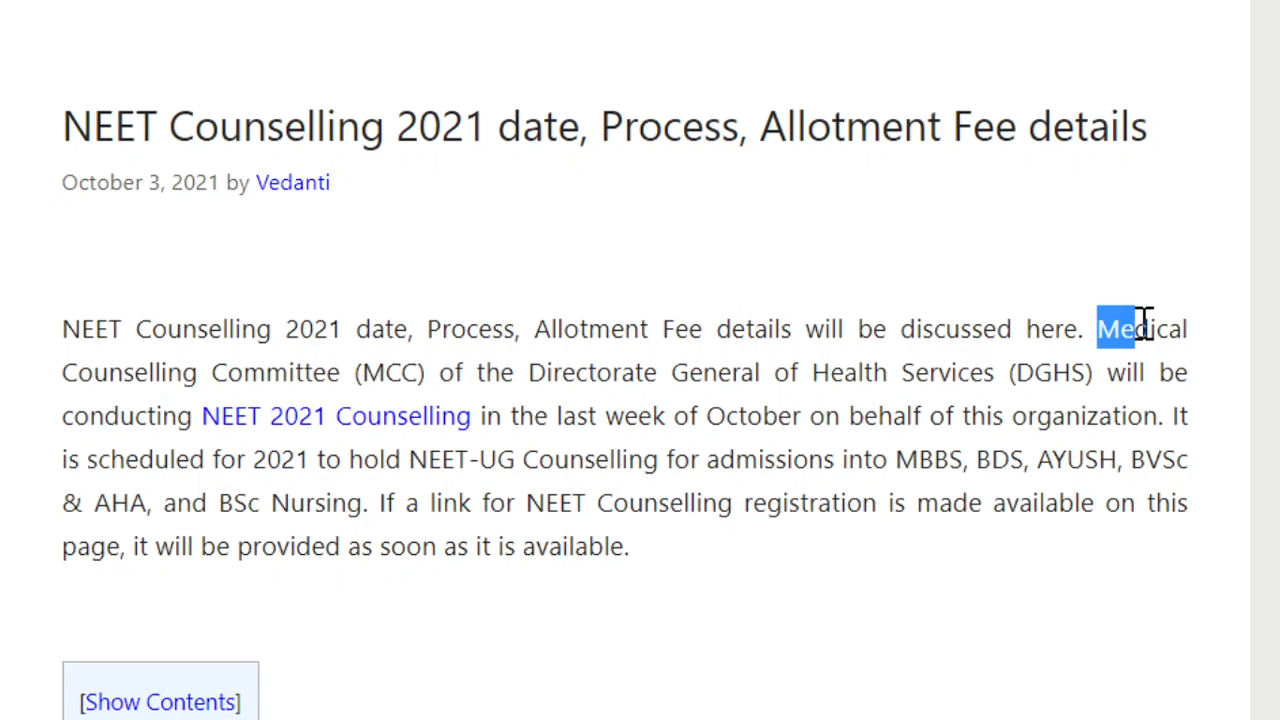 NEET Counselling 2021 date, Process, Allotment Fee details
October 3, 2021 by Vedanti
NEET Counselling 2021 date, Process, Allotment Fee details will be discussed here. Medical
Counselling Committee (MCC) of the Directorate General of Health Services (DGHS) will be
conducting NEET 2021 Counselling in the last week of October on behalf of this organization. It
is scheduled for 2021 to hold NEET-UG Counselling for admissions into MBBS, BDS, AYUSH, BVSc
& AHA, and BSc Nursing. If a link for NEET Counselling registration is made available on this
page, it will be provided as soon as it is available.
[Show Contents]